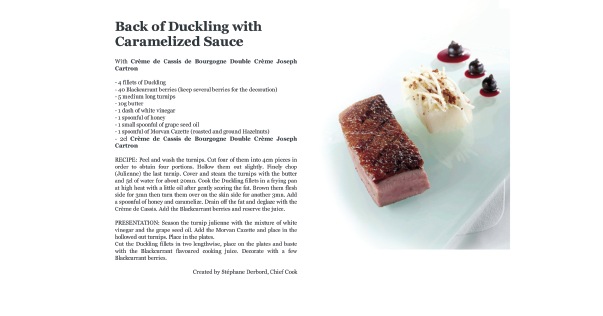 Back of Duckling with
Caramelized Sauce
With Crème de Cassis de Bourgogne Double Crème Joseph
Cartron
- 4 fillets of Duckling
- 40 Blackcurrant berries (keep several berries for the decoration)
- 5 medium long turnips
- 10g butter
- 1 dash of white vinegar
- 1 spoonful of honey
- 1 small spoonful of grape seed oil
- 1 spoonful of Morvan Cazette (roasted and ground Hazelnuts)
- 2cl Crème de Cassis de Bourgogne Double Crème Joseph
Cartron
RECIPE: Peel and wash the turnips. Cut four of them into 4cm pieces in
order to obtain four portions. Hollow them out slightly. Finely chop
(Julienne) the last turnip. Cover and steam the turnips with the butter
and 5cl of water for about 20mn. Cook the Duckling fillets in a frying pan
at high heat with a little oil after gently scoring the fat. Brown them flesh
side for 3mn then turn them over on the skin side for another 3mn. Add
a spoonful of honey and caramelize. Drain off the fat and deglaze with the
Crème de Cassis. Add the Blackcurrant berries and reserve the juice.
PRESENTATION: Season the turnip julienne with the mixture of white
vinegar and the grape seed oil. Add the Morvan Cazette and place in the
hollowed out turnips. Place in the plates.
Cut the Duckling fillets in two lengthwise, place on the plates and baste
with the Blackcurrant flavoured cooking juice. Decorate with a few
Blackcurrant berries.
Created by Stéphane Derbord, Chief Cook